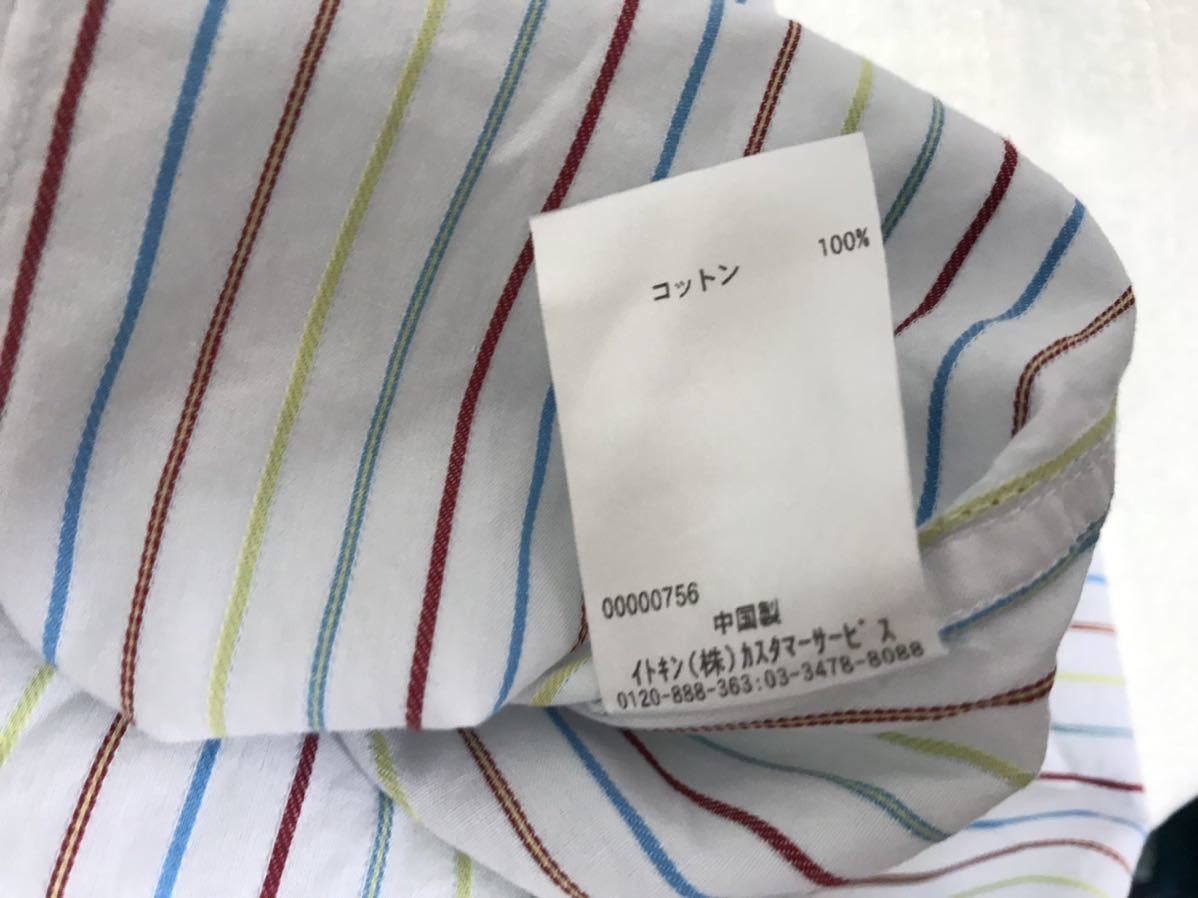 コットン 100%
00000756
中国製
イトキン(株)カスタマーサービス
0120-888-363:03-3478-8088